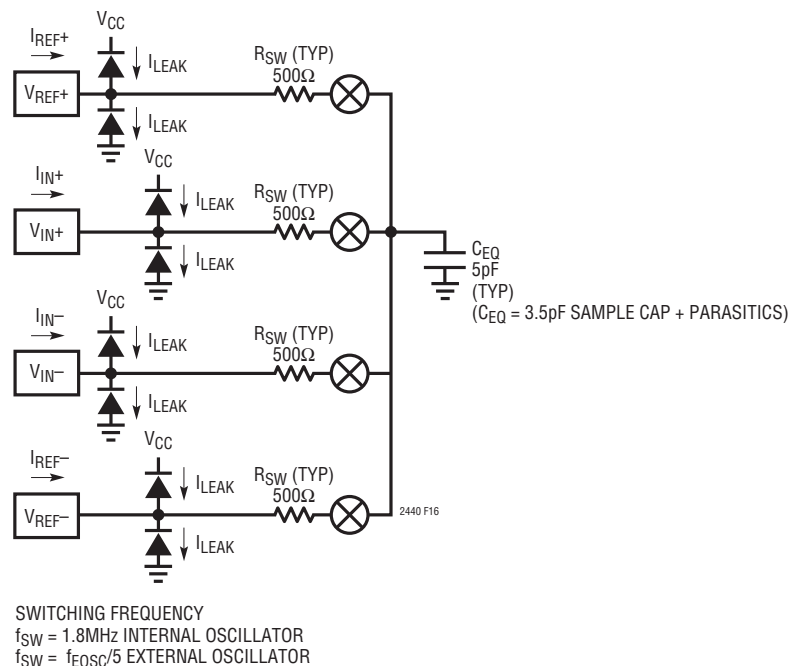 VCC
IREF+
ILEAK
RSW (TYP)
500Ω
VREF+
ILEAK
VCC
IIN+
ILEAK
RSW (TYP)
500Ω
VIN+
ILEAK
CEQ
5pF
(TYP)
(CEQ = 3.5pF SAMPLE CAP + PARASITICS)
VCC
IIN–
ILEAK
RSW (TYP)
500Ω
VIN–
ILEAK
VCC
IREF–
ILEAK
RSW (TYP)
500Ω
VREF–
2440 F16
ILEAK
SWITCHING FREQUENCY
fSW = 1.8MHz INTERNAL OSCILLATOR
fSW = fEOSC/5 EXTERNAL OSCILLATOR